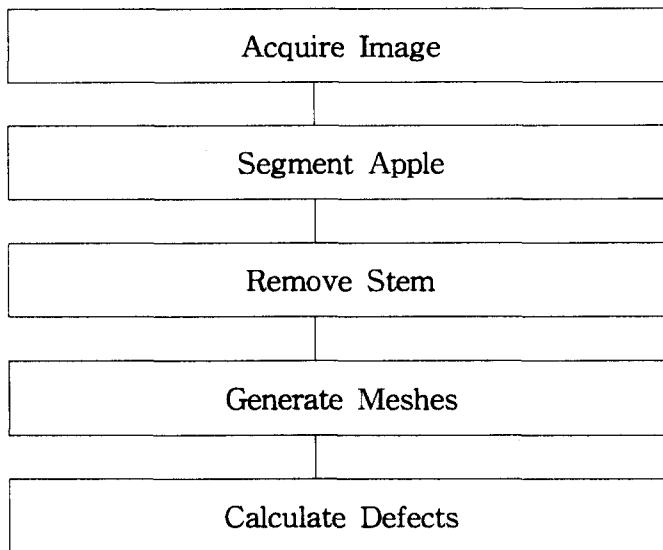 Acquire Image
Segment Apple
Remove Stem
Generate Meshes
Calculate Defects